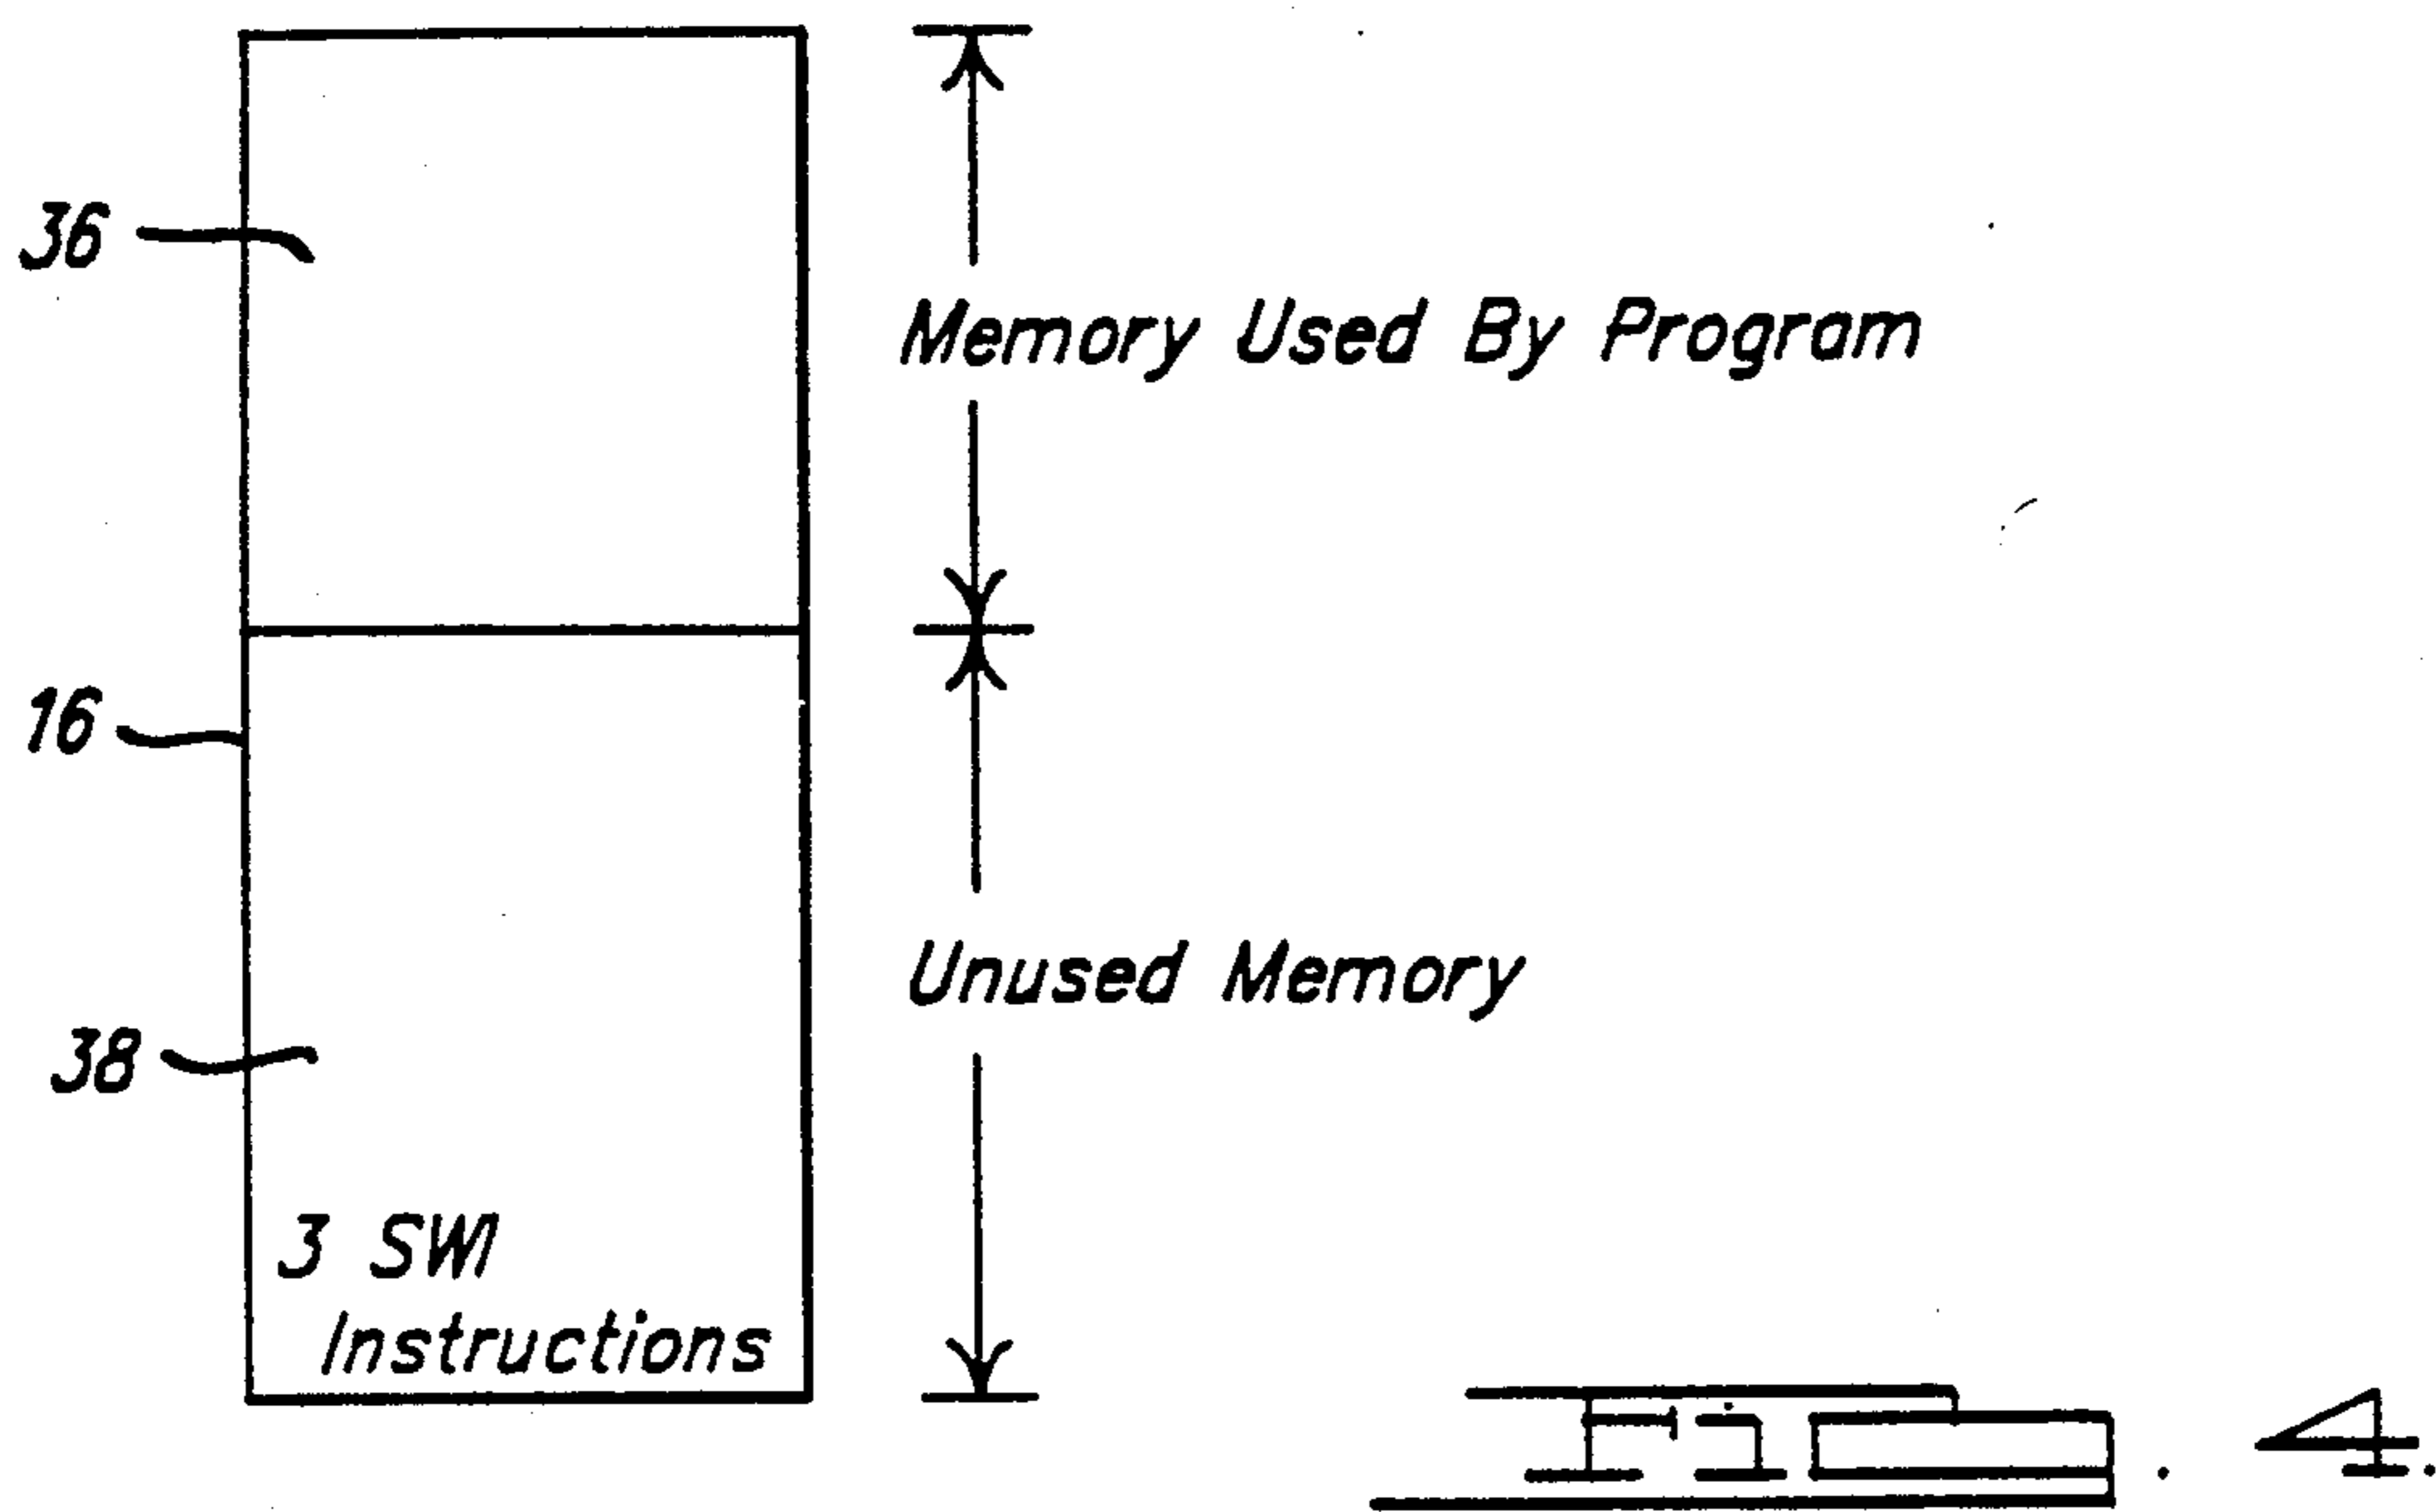 36
Memory Used By Program
16
Unused Memory
38
3 SWI
Instructions
Fig. 4.